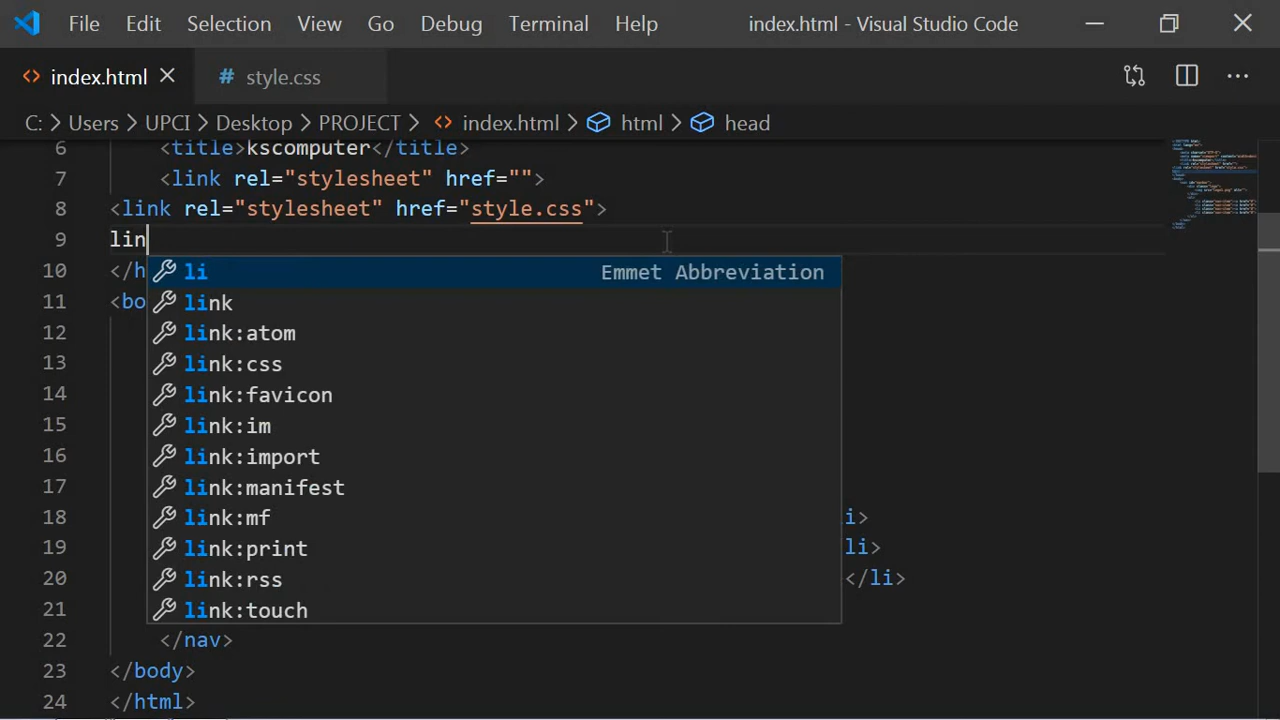 File Edit Selection View Go Debug Terminal Help index.html - Visual Studio Code
index.html style.css
C: > Users > UPCI > Desktop > PROJECT > index.html > html > head
6 <title>kscomputer</title>
7 <link rel="stylesheet" href="">
8 <link rel="stylesheet" href="style.css">
9 lin
10 </h
li Emmet Abbreviation
11 <bo
link
12
link:atom
13
link:css
14
link:favicon
15
link:im
16
link:import
17
link:manifest
18 i>
link:mf
19 li>
link:print
20 </li>
link:rss
21
link:touch
22 </nav>
23 </body>
24 </html>